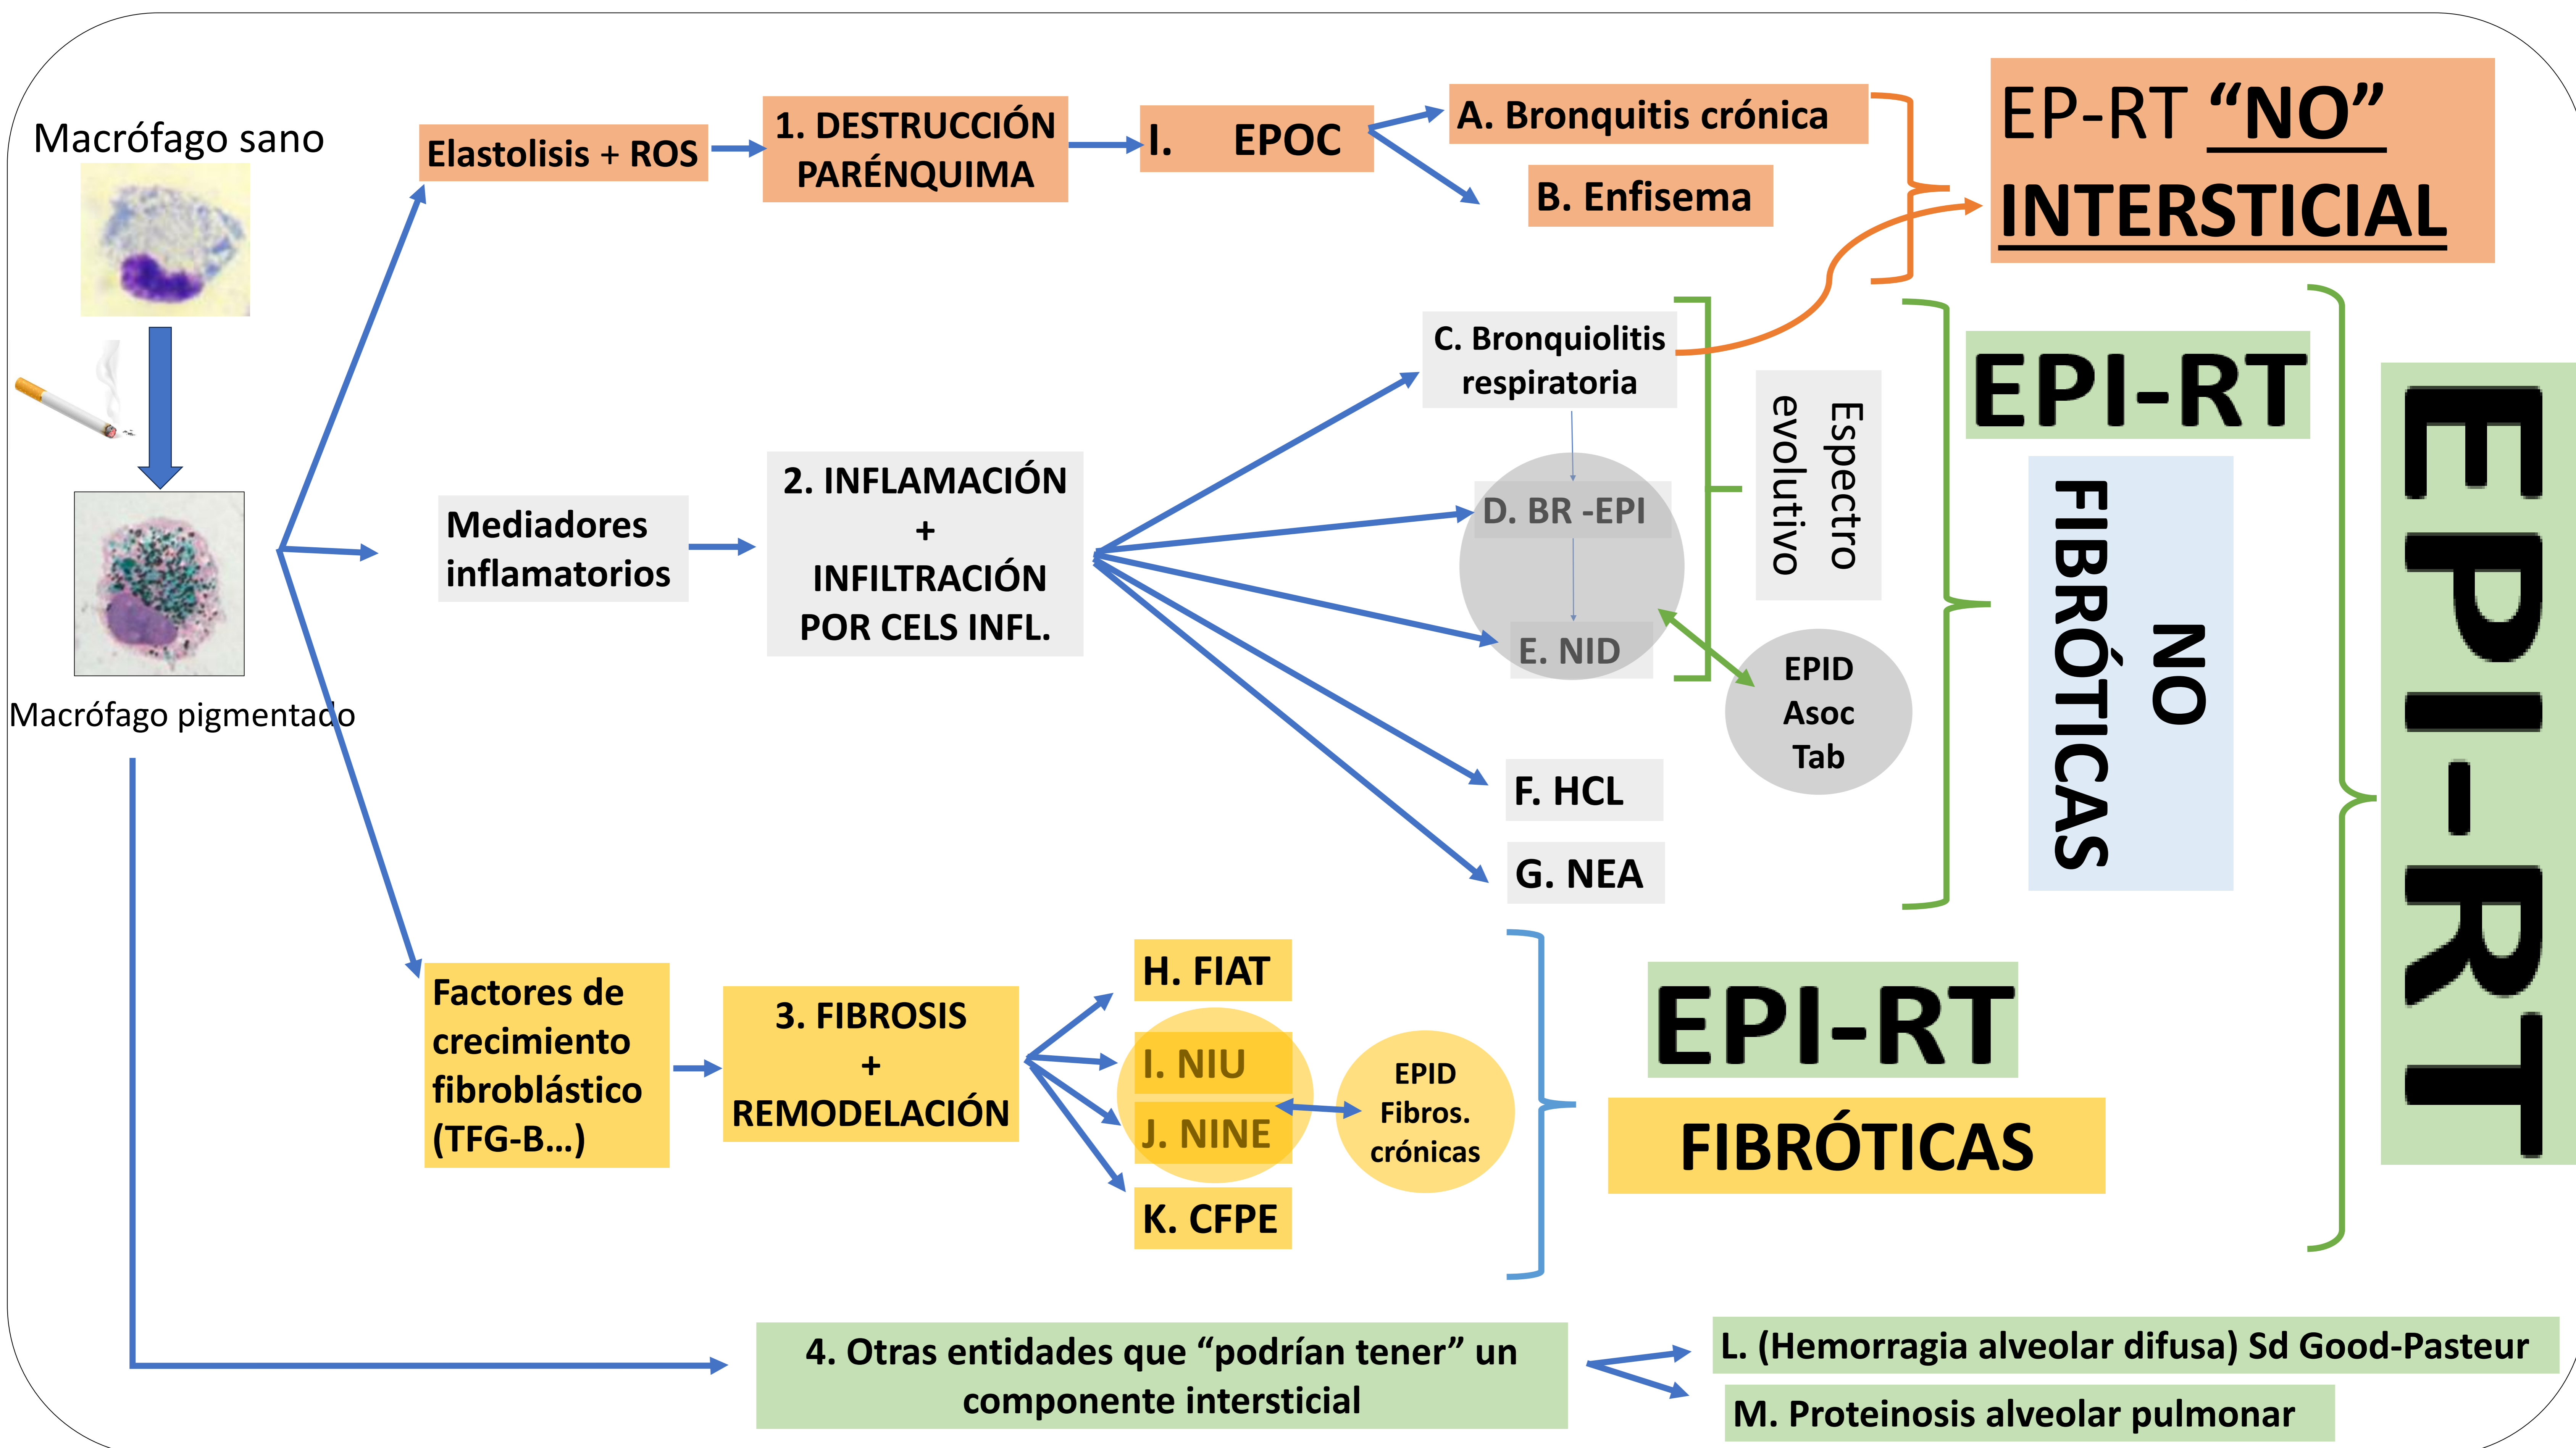 Macrófago sano
Macrófago pigmentado
Elastolisis + ROS
1. DESTRUCCIÓN
PARÉNQUIMA
I. EPOC
A. Bronquitis crónica
B. Enfisema
EP-RT “NO”
INTERSTICIAL
Mediadores
inflamatorios
2. INFLAMACIÓN
+
INFILTRACIÓN
POR CELS INFL.
C. Bronquiolitis
respiratoria
D. BR -EPI
E. NID
F. HCL
G. NEA
Espectro
evolutivo
EPID
Asoc
Tab
EPI-RT
NO
FIBRÓTICAS
EPI-RT
Factores de
crecimiento
fibroblástico
(TFG-B...)
3. FIBROSIS
+
REMODELACIÓN
H. FIAT
I. NIU
J. NINE
K. CFPE
EPID
Fibros.
crónicas
EPI-RT
FIBRÓTICAS
4. Otras entidades que “podrían tener” un
componente intersticial
L. (Hemorragia alveolar difusa) Sd Good-Pasteur
M. Proteinosis alveolar pulmonar